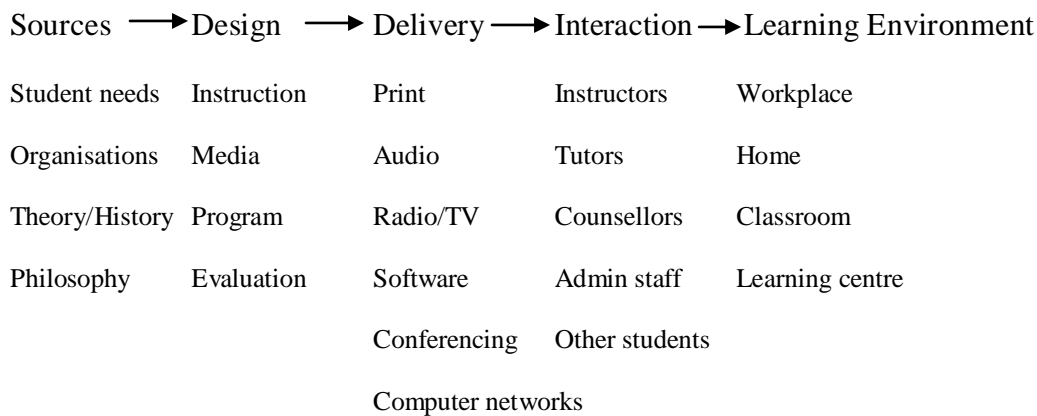 Sources → Design → Delivery → Interaction → Learning Environment
Student needs Instruction Print Instructors Workplace
Organisations Media Audio Tutors Home
Theory/History Program Radio/TV Counsellors Classroom
Philosophy Evaluation Software Admin staff Learning centre
Conferencing Other students
Computer networks